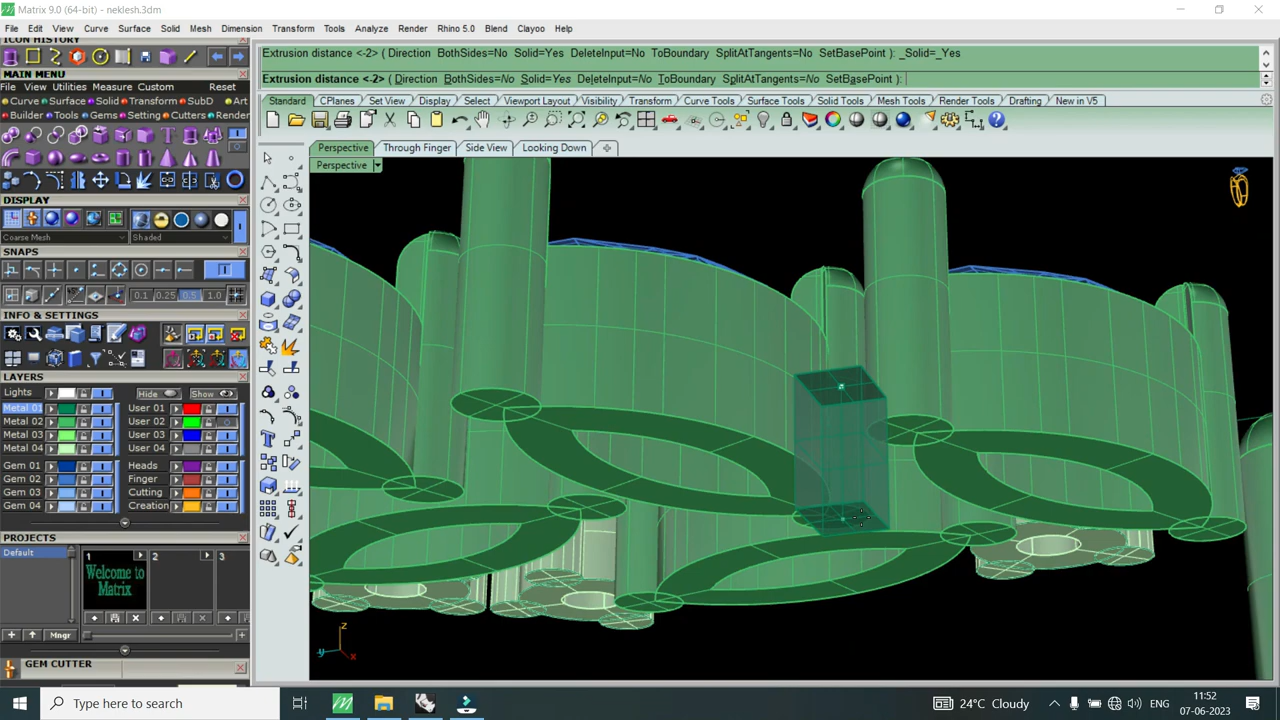 Matrix 9.0 (64-bit) - neklesh.3dm
File Edit View Curve Surface Solid Mesh Dimension Transform Tools Analyze Render Rhino 5.0 Blend Clayoo Help
ICON HISTORY
MAIN MENU
File View Utilities Measure Custom Reset
Curve Surface Solid Transform SubD Art
Builder Tools Gems Setting Cutters Render
DISPLAY
Coarse Mesh Shaded
SNAPS
0.1 0.25 0.5 1.0
INFO & SETTINGS
LAYERS
Lights Hide Show
Metal 01 User 01
Metal 02 User 02
Metal 03 User 03
Metal 04 User 04
Gem 01 Heads
Gem 02 Finger
Gem 03 Cutting
Gem 04 Creation
PROJECTS
Default
1 2 3
Welcome to
Matrix
Mngr
GEM CUTTER
Extrusion distance <-2> ( Direction BothSides=No Solid=Yes DeleteInput=No ToBoundary SplitAtTangents=No SetBasePoint ): _Solid=_Yes
Extrusion distance <-2> ( Direction BothSides=No Solid=Yes DeleteInput=No ToBoundary SplitAtTangents=No SetBasePoint ):
Standard CPlanes Set View Display Select Viewport Layout Visibility Transform Curve Tools Surface Tools Solid Tools Mesh Tools Render Tools Drafting New in V5
Perspective Through Finger Side View Looking Down
Perspective
z
y x
Type here to search
24°C Cloudy
ENG
11:52
07-06-2023